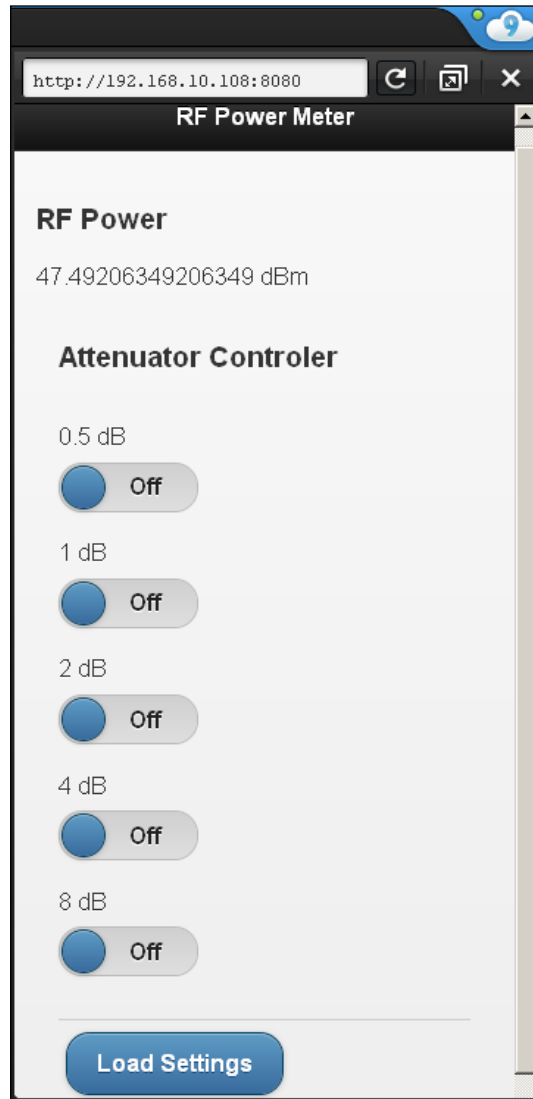 9
http://192.168.10.108:8080
RF Power Meter
RF Power
47.49206349206349 dBm
Attenuator Controler
0.5 dB
Off
1 dB
Off
2 dB
Off
4 dB
Off
8 dB
Off
Load Settings